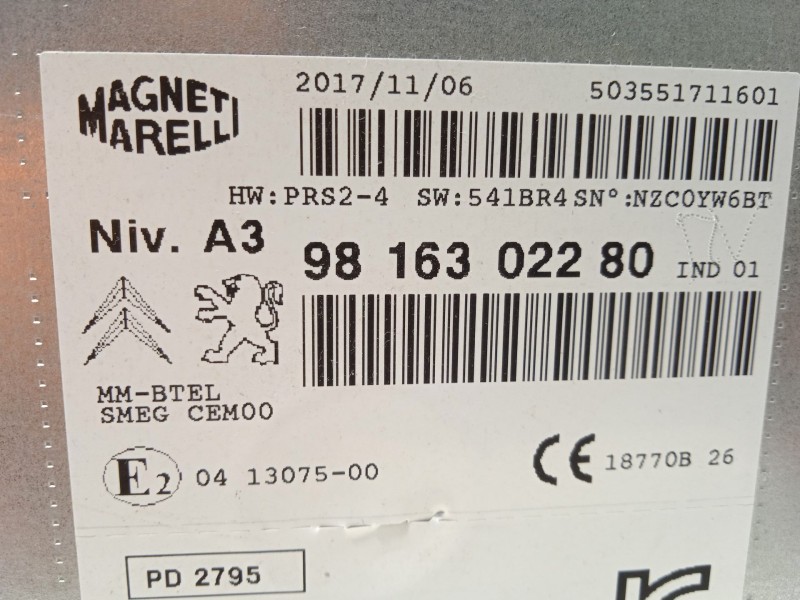 MAGNETI
MARELLI
2017/11/06
503551711601
HW:PRS2-4 SW:541BR4 SN°:NZC0YW6BT
Niv. A3
98 163 022 80 IND 01
MM-BTEL
SMEG CEM00
E2 04 13075-00
CE 18770B 26
PD 2795